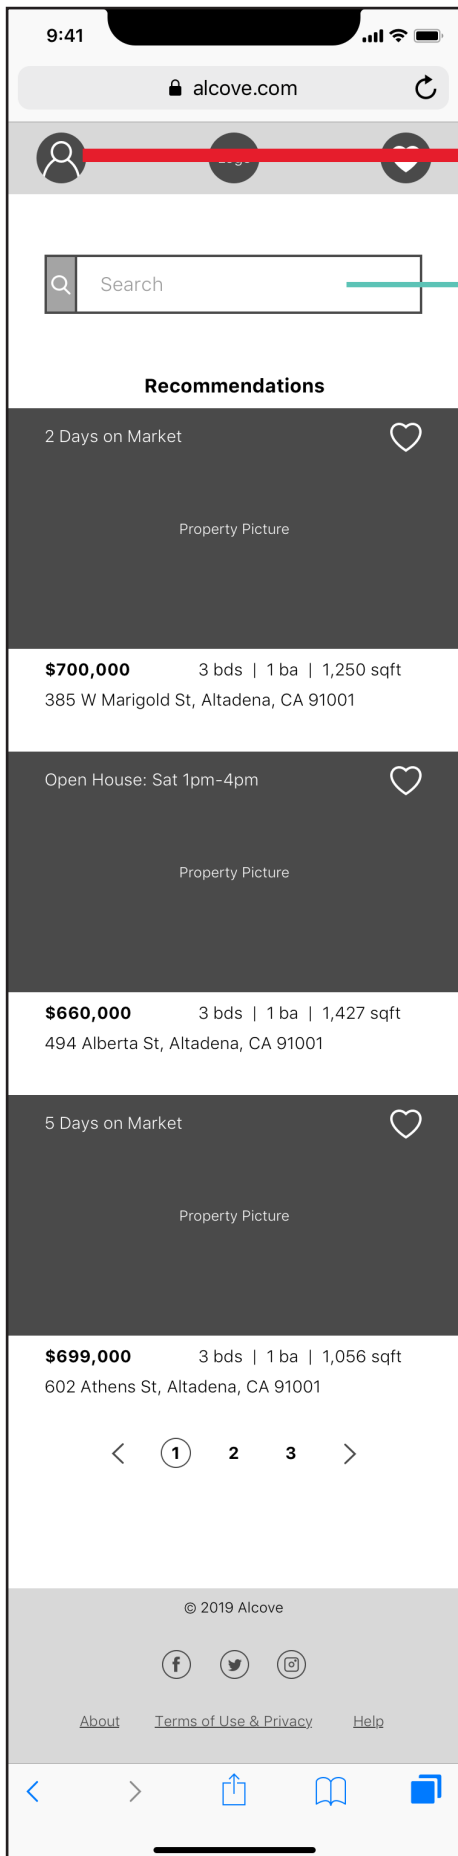 9:41
alcove.com
Search
Recommendations
2 Days on Market
Property Picture
$700,000 3 bds | 1 ba | 1,250 sqft
385 W Marigold St, Altadena, CA 91001
Open House: Sat 1pm-4pm
Property Picture
$660,000 3 bds | 1 ba | 1,427 sqft
494 Alberta St, Altadena, CA 91001
5 Days on Market
Property Picture
$699,000 3 bds | 1 ba | 1,056 sqft
602 Athens St, Altadena, CA 91001
1 2 3
© 2019 Alcove
About Terms of Use & Privacy Help